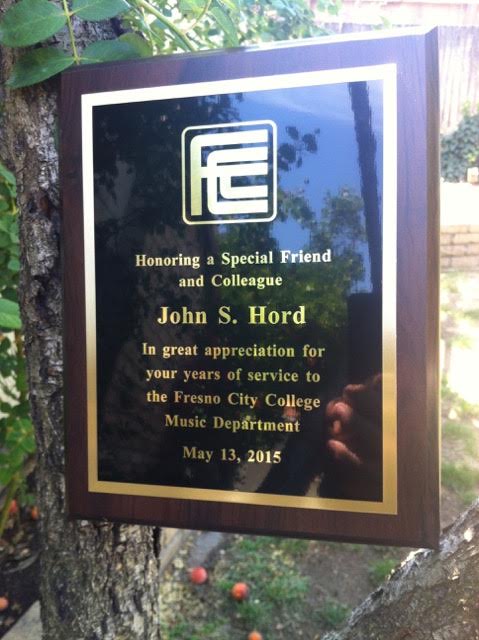 FCC
Honoring a Special Friend
and Colleague
John S. Hord
In great appreciation for
your years of service to
the Fresno City College
Music Department
May 13, 2015